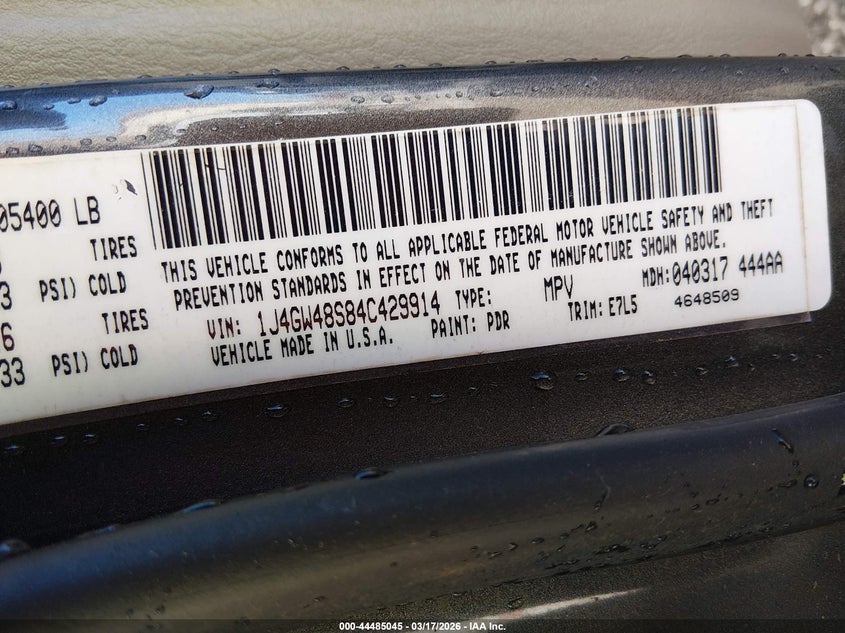 05400 LB
TIRES
3 PSI) COLD
6 TIRES
33 PSI) COLD
THIS VEHICLE CONFORMS TO ALL APPLICABLE FEDERAL MOTOR VEHICLE SAFETY AND THEFT
PREVENTION STANDARDS IN EFFECT ON THE DATE OF MANUFACTURE SHOWN ABOVE.
VIN: 1J4GW48S84C429914 TYPE: MPV MDH:040317 444AA
VEHICLE MADE IN U.S.A. PAINT: PDR TRIM: E7L5 4648509
000-44485045 - 03/17/2026 - IAA Inc.